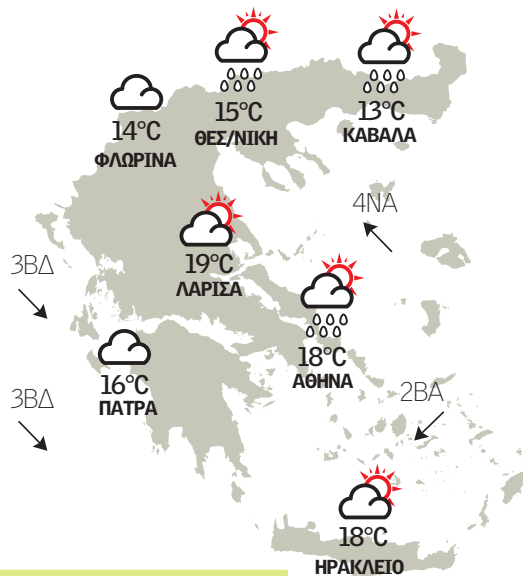 15°C
ΘΕΣ/ΝΙΚΗ
13°C
ΚΑΒΑΛΑ
14°C
ΦΛΩΡΙΝΑ
4ΝΑ
3ΒΔ
19°C
ΛΑΡΙΣΑ
18°C
ΑΘΗΝΑ
16°C
ΠΑΤΡΑ
3ΒΔ
2ΒΑ
18°C
ΗΡΑΚΛΕΙΟ